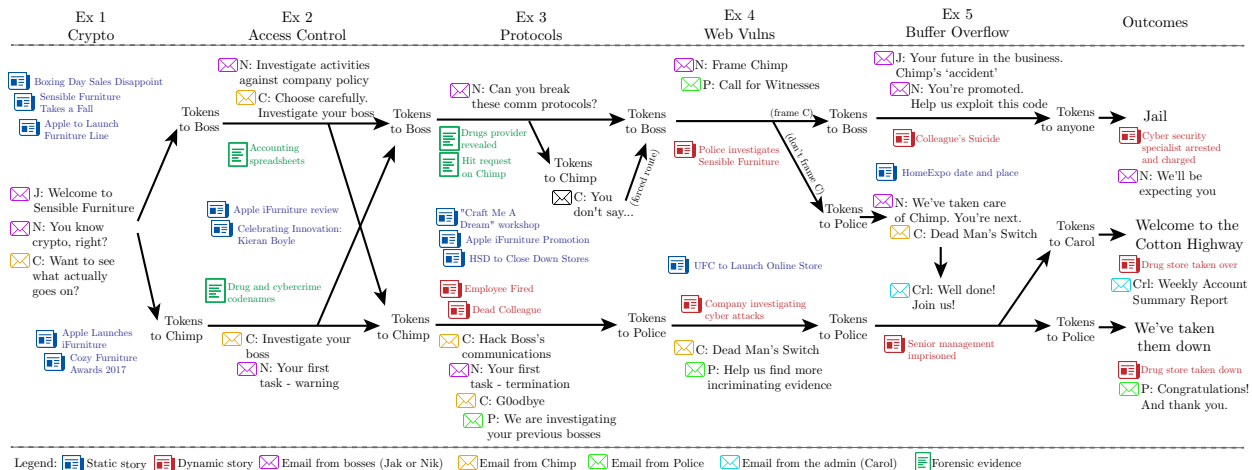 Ex 1
Crypto
Ex 2
Access Control
Ex 3
Protocols
Ex 4
Web Vulns
Ex 5
Buffer Overflow
Outcomes
Boxing Day Sales Disappoint
Sensible Furniture
Takes a Fall
Apple to Launch
Furniture Line
J: Welcome to
Sensible Furniture
N: You know
crypto, right?
C: Want to see
what actually
goes on?
Apple Launches
iFurniture
Cozy Furniture
Awards 2017
Tokens
to Boss
Tokens
to Chimp
N: Investigate activities
against company policy
C: Choose carefully.
Investigate your boss
Accounting
spreadsheets
Apple iFurniture review
Celebrating Innovation:
Kieran Boyle
Drug and cybercrime
codenames
C: Investigate your
boss
N: Your first
task - warning
Tokens
to Boss
Tokens
to Chimp
N: Can you break
these comm protocols?
Drugs provider
revealed
Hit request
on Chimp
Tokens
to Chimp
C: You
don't say...
(forced route)
"Craft Me A
Dream" workshop
Apple iFurniture Promotion
HSD to Close Down Stores
Employee Fired
Dead Colleague
C: Hack Boss's
communications
N: Your first
task - termination
C: G0odbye
P: We are investigating
your previous bosses
Tokens
to Boss
Tokens
to Police
N: Frame Chimp
P: Call for Witnesses
(frame C)
(don't frame C)
Police investigates
Sensible Furniture
UFC to Launch Online Store
Company investigating
cyber attacks
C: Dead Man's Switch
P: Help us find more
incriminating evidence
Tokens
to Boss
Tokens
to Police
Tokens
to Police
J: Your future in the business.
Chimp's 'accident'
N: You're promoted.
Help us exploit this code
Colleague's Suicide
HomeExpo date and place
N: We've taken care
of Chimp. You're next.
C: Dead Man's Switch
Crl: Well done!
Join us!
Senior management
imprisoned
Tokens
to anyone
Tokens
to Carol
Tokens
to Police
Jail
Cyber security
specialist arrested
and charged
N: We'll be
expecting you
Welcome to the
Cotton Highway
Drug store taken over
Crl: Weekly Account
Summary Report
We've taken
them down
Drug store taken down
P: Congratulations!
And thank you.
Legend:
Static story
Dynamic story
Email from bosses (Jak or Nik)
Email from Chimp
Email from Police
Email from the admin (Carol)
Forensic evidence